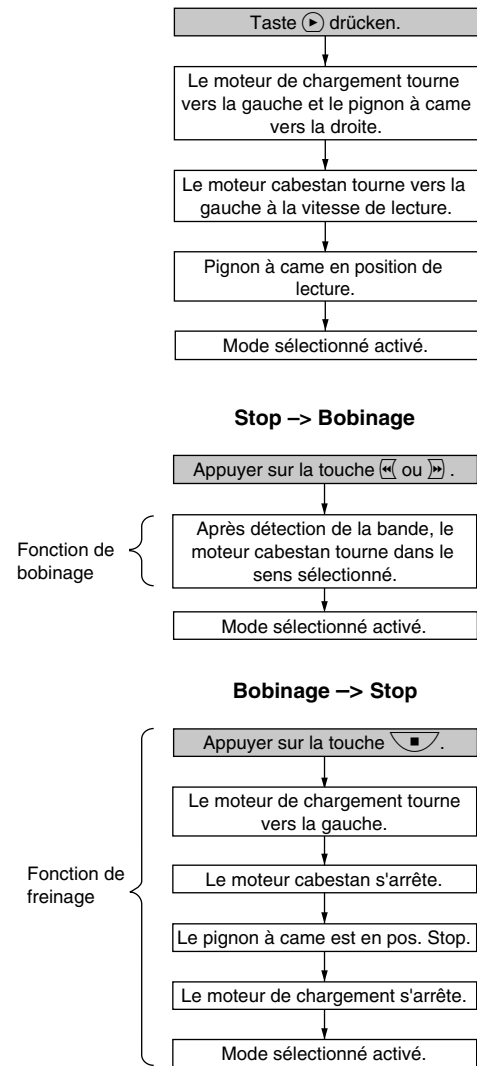 Taste ▶ drücken.
Le moteur de chargement tourne
vers la gauche et le pignon à came
vers la droite.
Le moteur cabestan tourne vers la
gauche à la vitesse de lecture.
Pignon à came en position de
lecture.
Mode sélectionné activé.
Stop –> Bobinage
Appuyer sur la touche ◀◀ ou ▶▶ .
Fonction de
bobinage
Après détection de la bande, le
moteur cabestan tourne dans le
sens sélectionné.
Mode sélectionné activé.
Bobinage –> Stop
Appuyer sur la touche ■ .
Fonction de
freinage
Le moteur de chargement tourne
vers la gauche.
Le moteur cabestan s'arrête.
Le pignon à came est en pos. Stop.
Le moteur de chargement s'arrête.
Mode sélectionné activé.